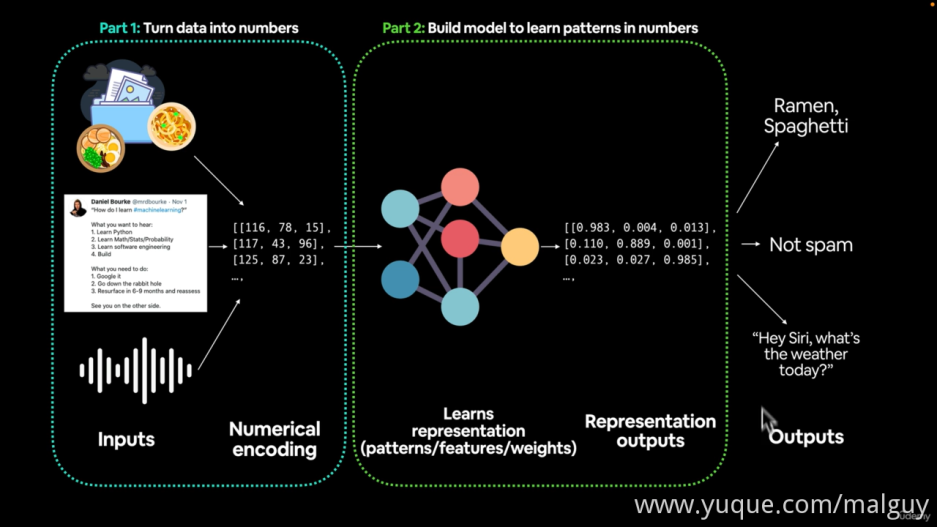 Part 1: Turn data into numbers
Part 2: Build model to learn patterns in numbers
Daniel Bourke @mrdbourke · Nov 1
"How do I learn #machinelearning?"
What you want to hear:
1. Learn Python
2. Learn Math/Stats/Probability
3. Learn software engineering
4. Build
What you need to do:
1. Google it
2. Go down the rabbit hole
3. Resurface in 6-9 months and reassess
See you on the other side.
[[116, 78, 15],
[117, 43, 96],
[125, 87, 23],
…,
[[0.983, 0.004, 0.013],
[0.110, 0.889, 0.001],
[0.023, 0.027, 0.985],
…,
Ramen,
Spaghetti
Not spam
"Hey Siri, what's
the weather
today?"
Inputs
Numerical
encoding
Learns
representation
(patterns/features/weights)
Representation
outputs
Outputs
www.yuque.com/malguy
Udemy